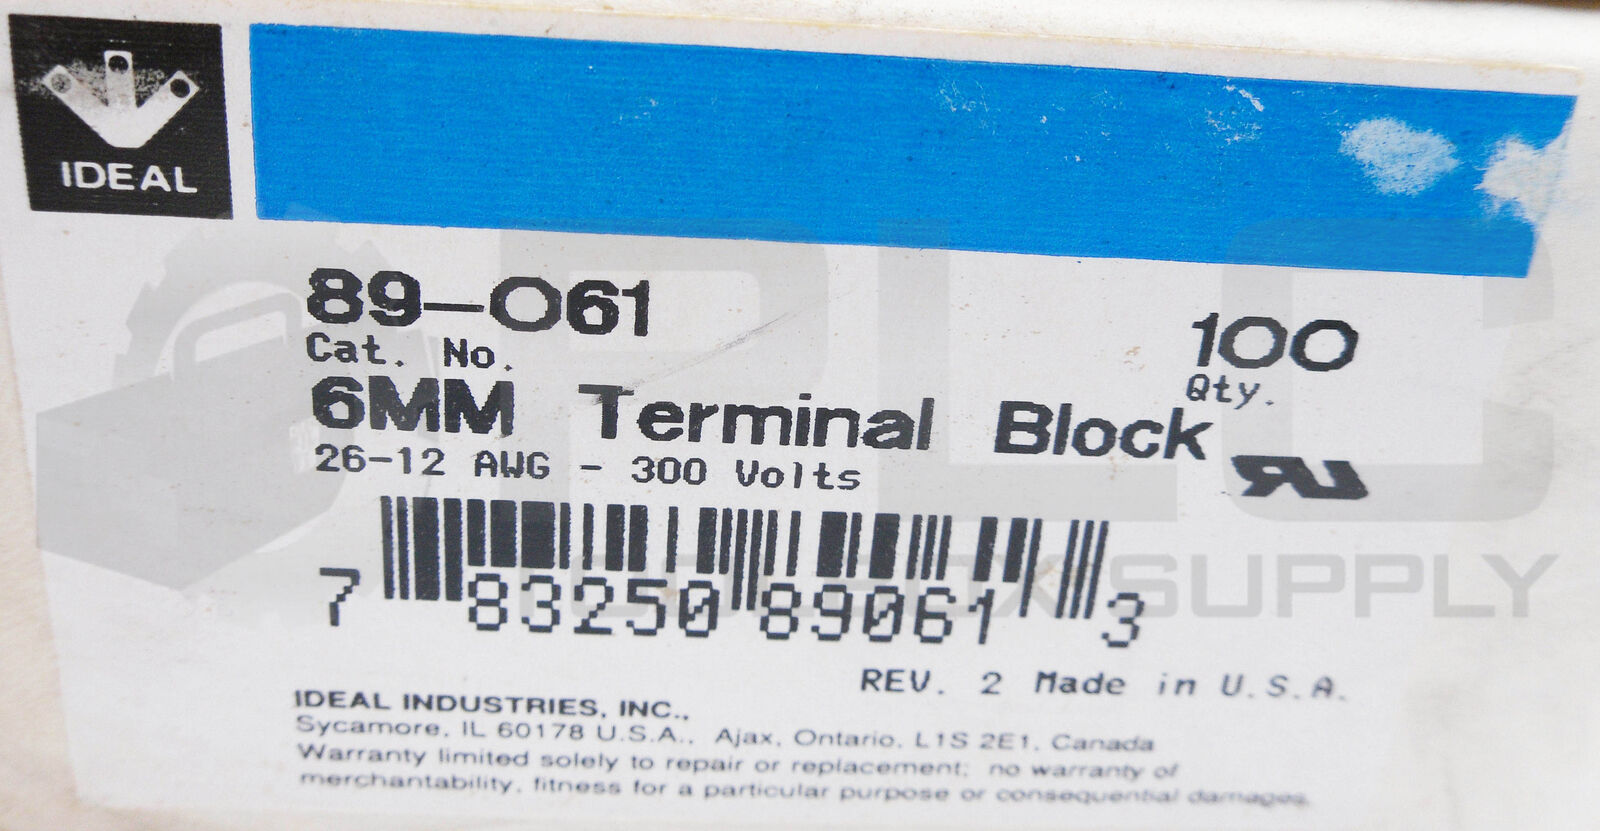 IDEAL
89-061
Cat. No.
100
Qty.
6MM Terminal Block
26-12 AWG - 300 Volts
7 83250 89061 3
REV. 2 Made in U.S.A.
IDEAL INDUSTRIES, INC.,
Sycamore, IL 60178 U.S.A., Ajax, Ontario, L1S 2E1, Canada
Warranty limited solely to repair or replacement; no warranty of
merchantability, fitness for a particular purpose or consequential damages.
PLC
TOOLBOX SUPPLY